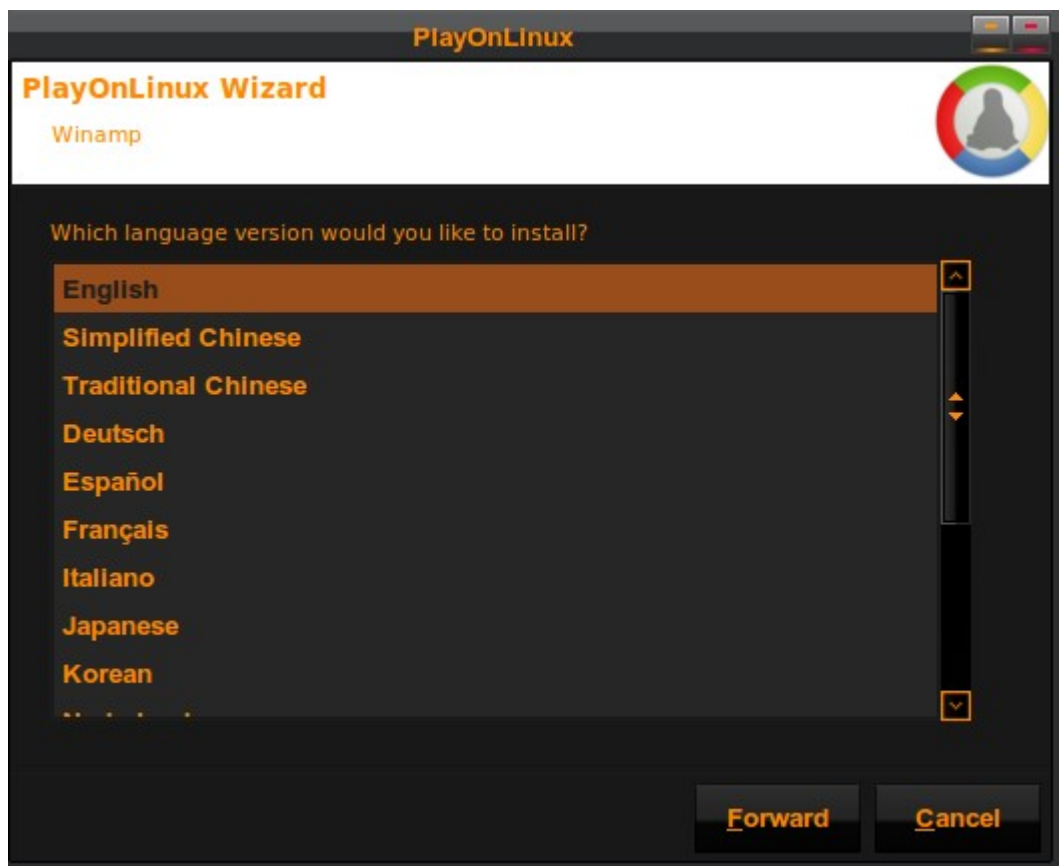 PlayOnLinux
PlayOnLinux Wizard
Winamp
Which language version would you like to install?
English
Simplified Chinese
Traditional Chinese
Deutsch
Español
Français
Italiano
Japanese
Korean
Forward
Cancel